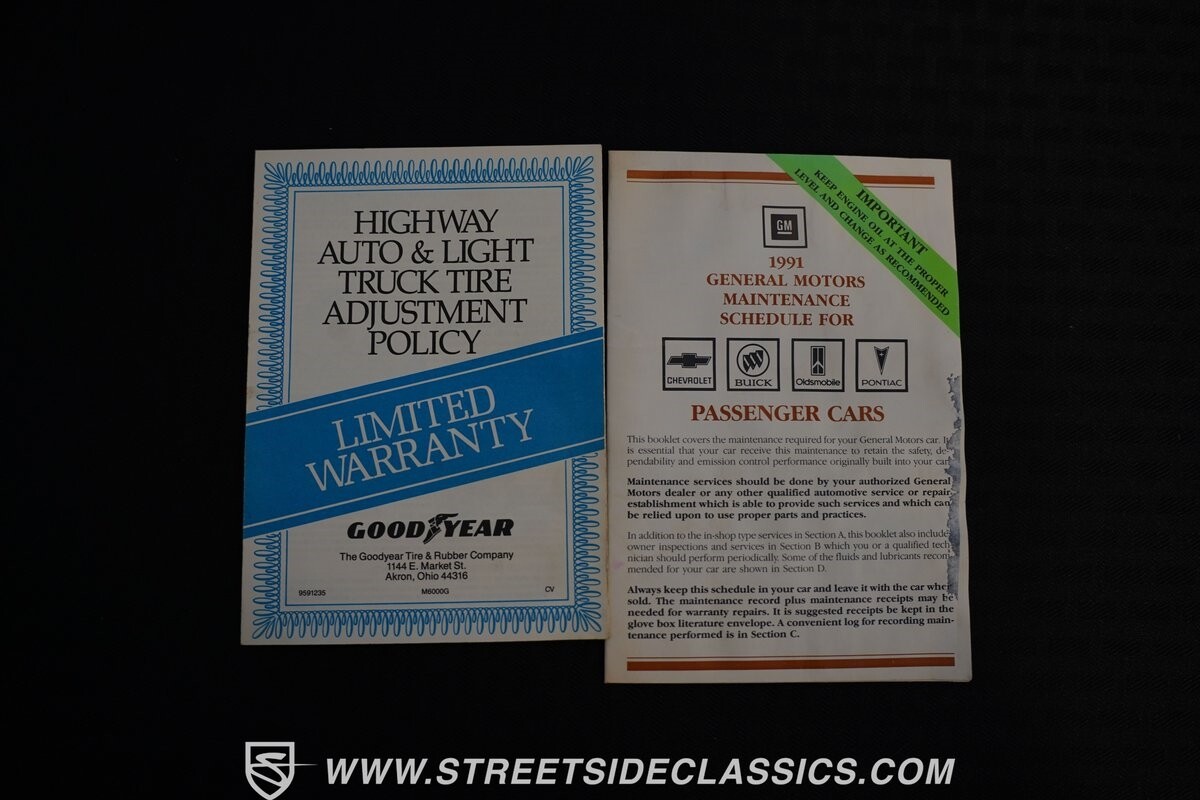 HIGHWAY
AUTO & LIGHT
TRUCK TIRE
ADJUSTMENT
POLICY
LIMITED
WARRANTY
GOODYEAR
The Goodyear Tire & Rubber Company
1144 E. Market St.
Akron, Ohio 44316
9591235 M6000G CV
IMPORTANT
KEEP ENGINE OIL AT THE PROPER
LEVEL AND CHANGE AS RECOMMENDED
GM
1991
GENERAL MOTORS
MAINTENANCE
SCHEDULE FOR
CHEVROLET BUICK Oldsmobile PONTIAC
PASSENGER CARS
This booklet covers the maintenance required for your General Motors car. It
is essential that your car receive this maintenance to retain the safety, de-
pendability and emission control performance originally built into your car.
Maintenance services should be done by your authorized General
Motors dealer or any other qualified automotive service or repair
establishment which is able to provide such services and which can
be relied upon to use proper parts and practices.
In addition to the in-shop type services in Section A, this booklet also include
owner inspections and services in Section B which you or a qualified tech
nician should perform periodically. Some of the fluids and lubricants recom
mended for your car are shown in Section D.
Always keep this schedule in your car and leave it with the car when
sold. The maintenance record plus maintenance receipts may be
needed for warranty repairs. It is suggested receipts be kept in the
glove box literature envelope. A convenient log for recording main-
tenance performed is in Section C.
WWW.STREETSIDECLASSICS.COM